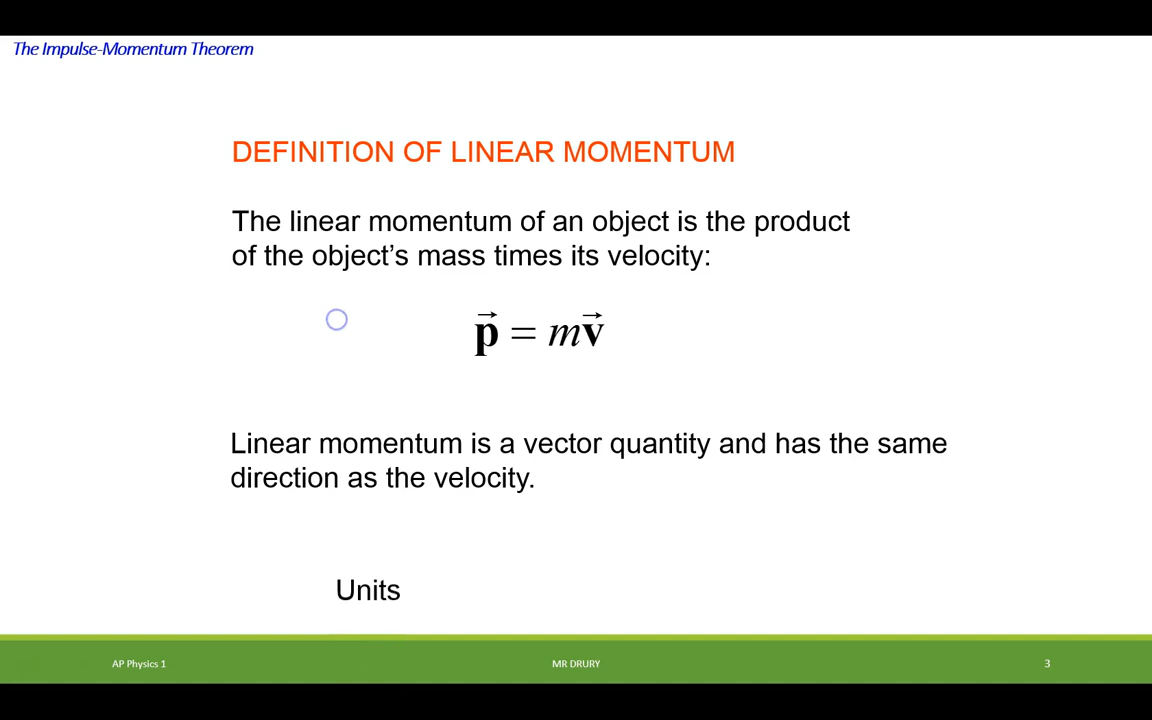 The Impulse-Momentum Theorem
DEFINITION OF LINEAR MOMENTUM
The linear momentum of an object is the product
of the object’s mass times its velocity:
p⃗ = mv⃗
Linear momentum is a vector quantity and has the same
direction as the velocity.
Units
AP Physics 1 MR DRURY 3